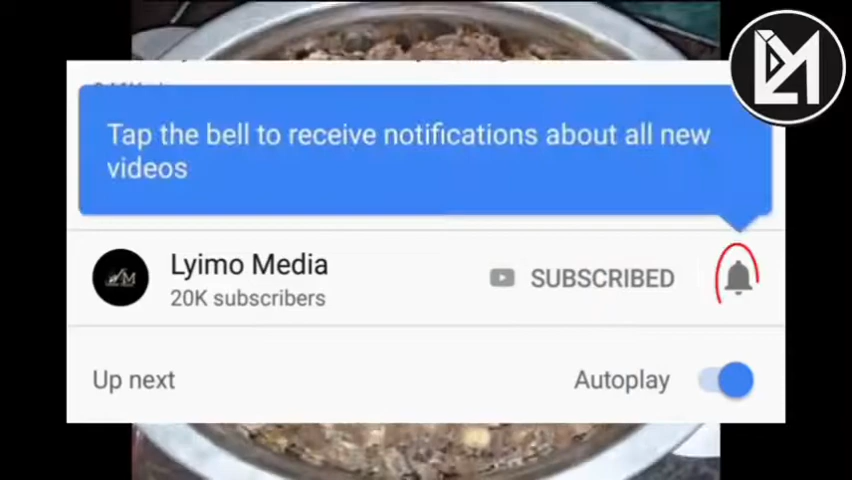 Tap the bell to receive notifications about all new
videos
Lyimo Media
SUBSCRIBED
20K subscribers
Up next
Autoplay